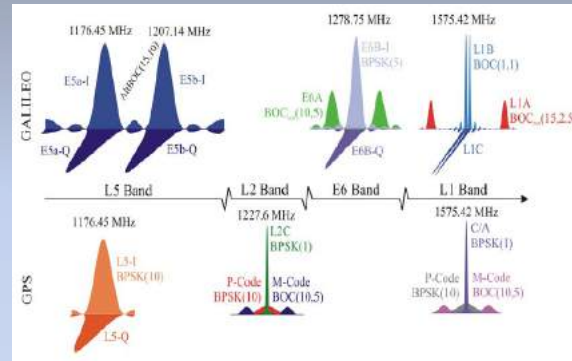 1176.45 MHz
1207.14 MHz
1278.75 MHz
1575.42 MHz
GALILEO
E5a-I
AltBOC(15,10)
E5b-I
E5a-Q
E5b-Q
E6B-I
BPSK(5)
E6A
(10,5)
E6B-Q
L1B
BOC(1,1)
L1A
(15,2.5)
L1C
L5 Band
L2 Band
E6 Band
L1 Band
GPS
1176.45 MHz
L5-I
BPSK(10)
L5-Q
1227.6 MHz
L2C
BPSK(1)
P-Code
BPSK(10)
M-Code
BOC(10,5)
1575.42 MHz
C/A
BPSK(1)
P-Code
BPSK(10)
M-Code
BOC(10,5)